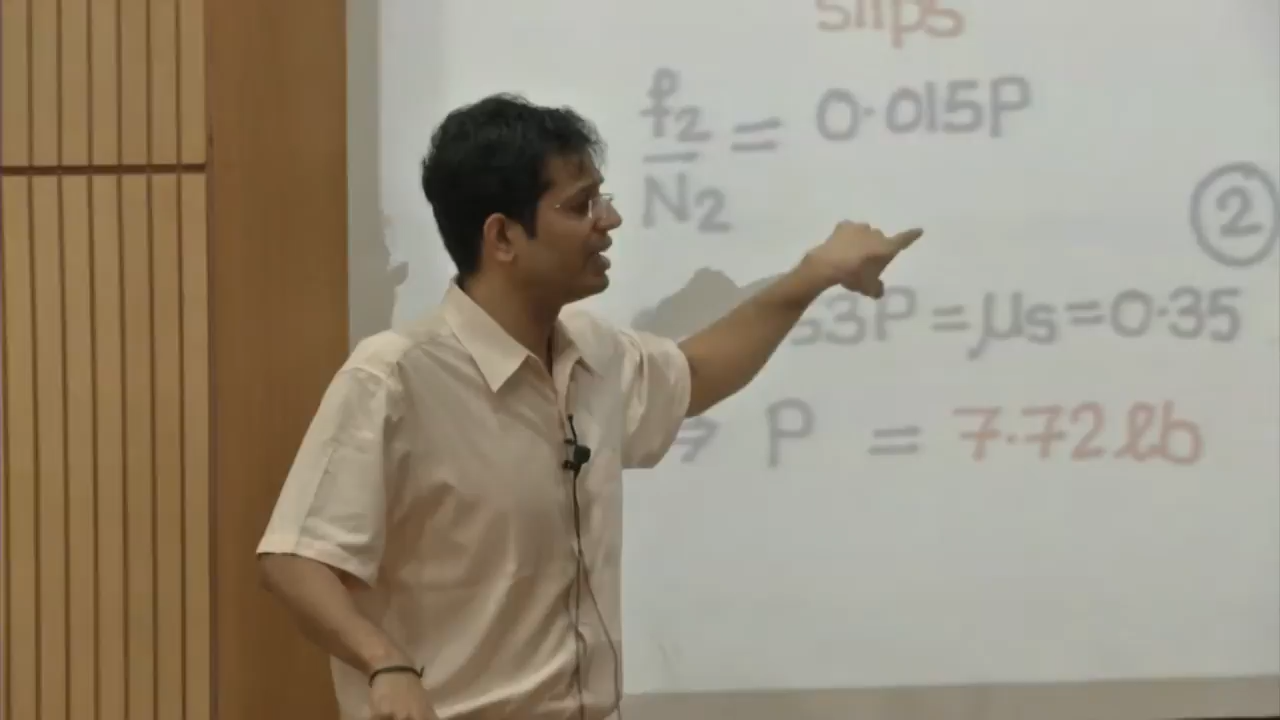 slips
f2/N2 = 0.015P
2
3P = μs = 0.35
⇒ P = 7.72 lb